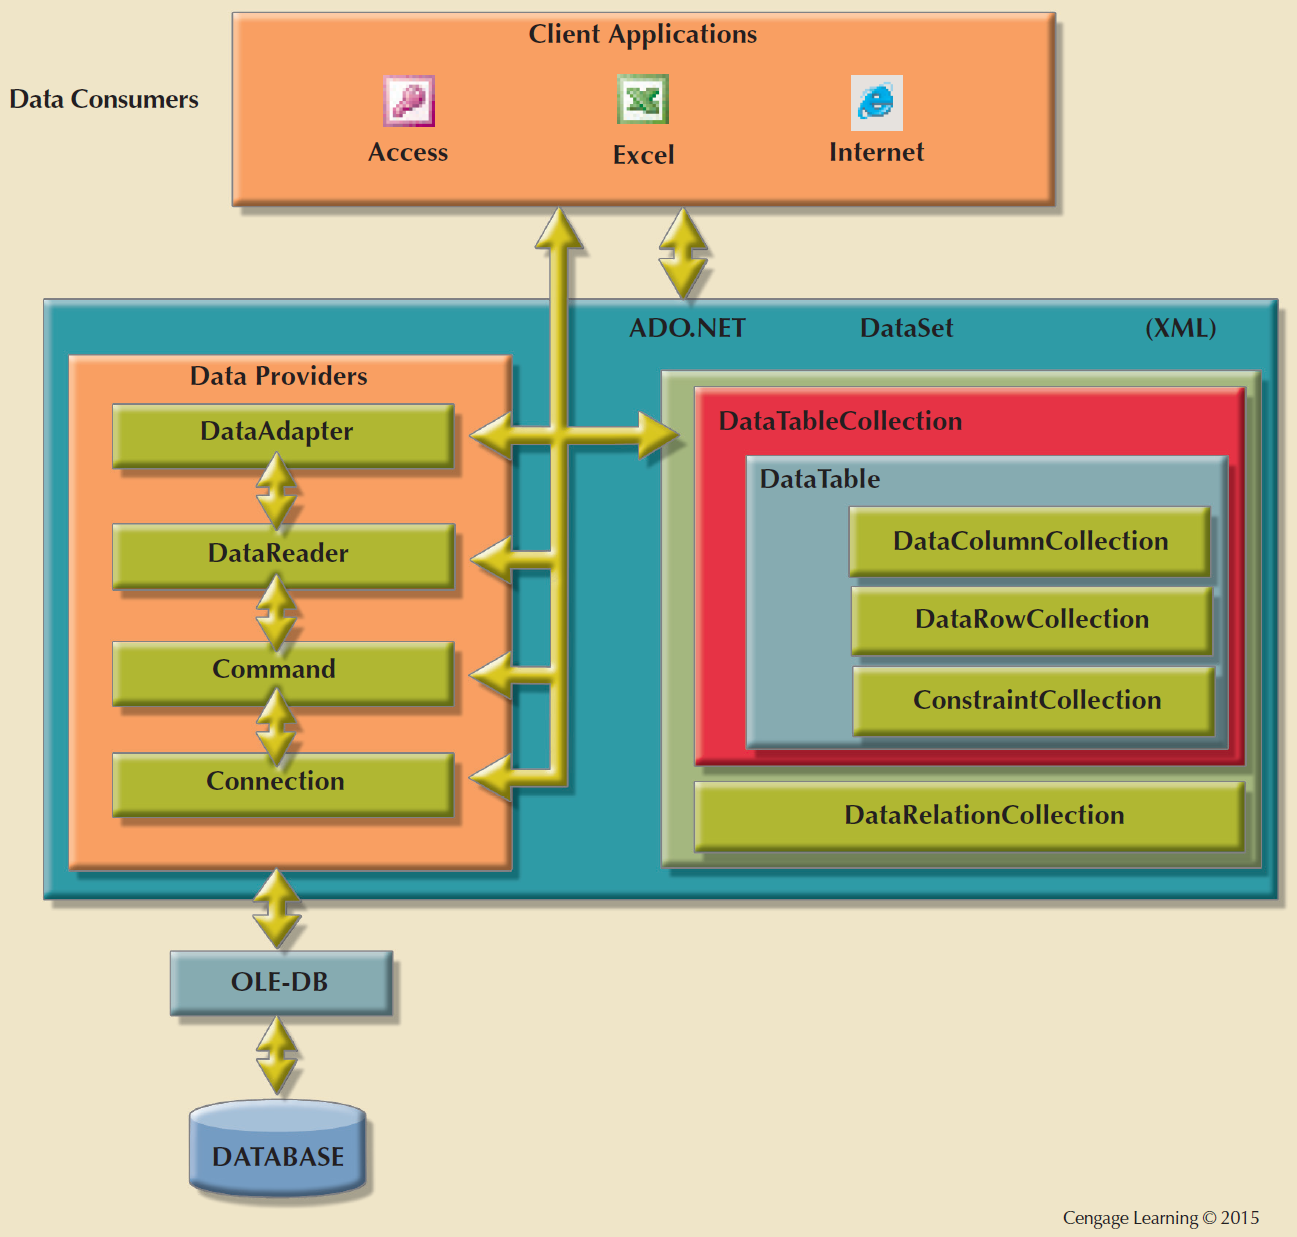 Client Applications
Data Consumers
Access
Excel
Internet
ADO.NET DataSet (XML)
Data Providers
DataAdapter
DataReader
Command
Connection
DataTableCollection
DataTable
DataColumnCollection
DataRowCollection
ConstraintCollection
DataRelationCollection
OLE-DB
DATABASE
Cengage Learning © 2015